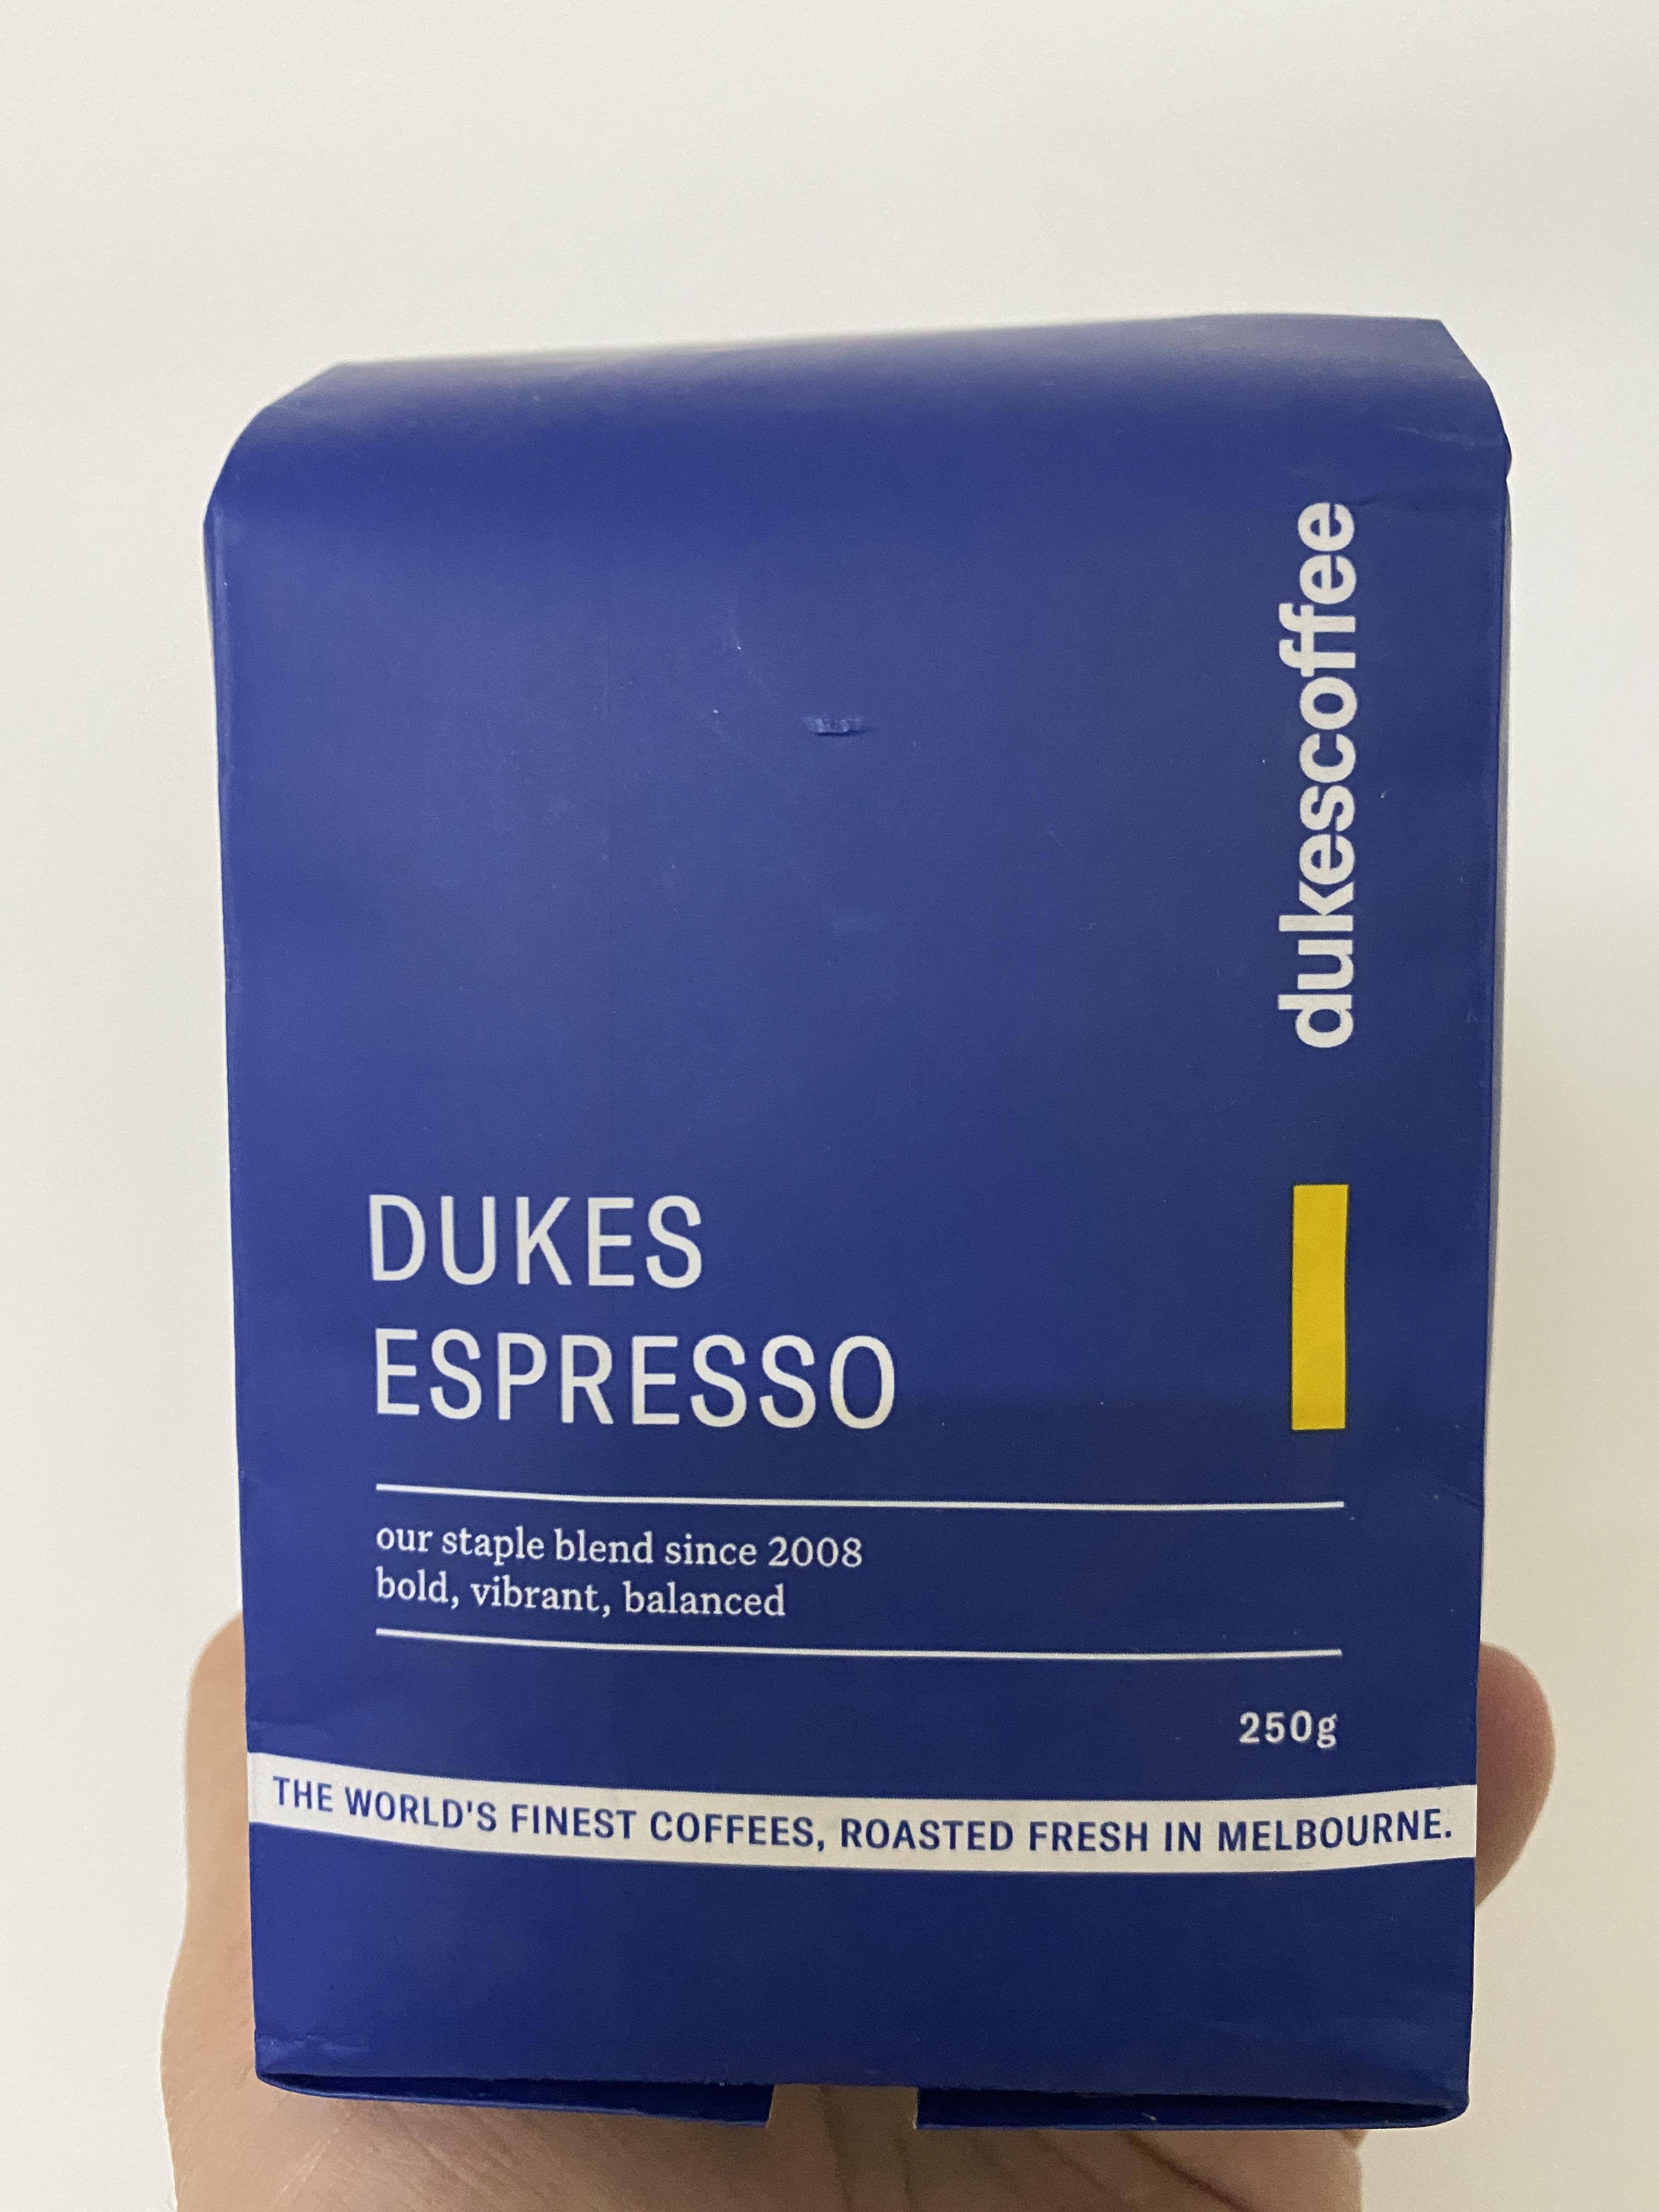 dukescoffee
DUKES
ESPRESSO
our staple blend since 2008
bold, vibrant, balanced
250g
THE WORLD'S FINEST COFFEES, ROASTED FRESH IN MELBOURNE.